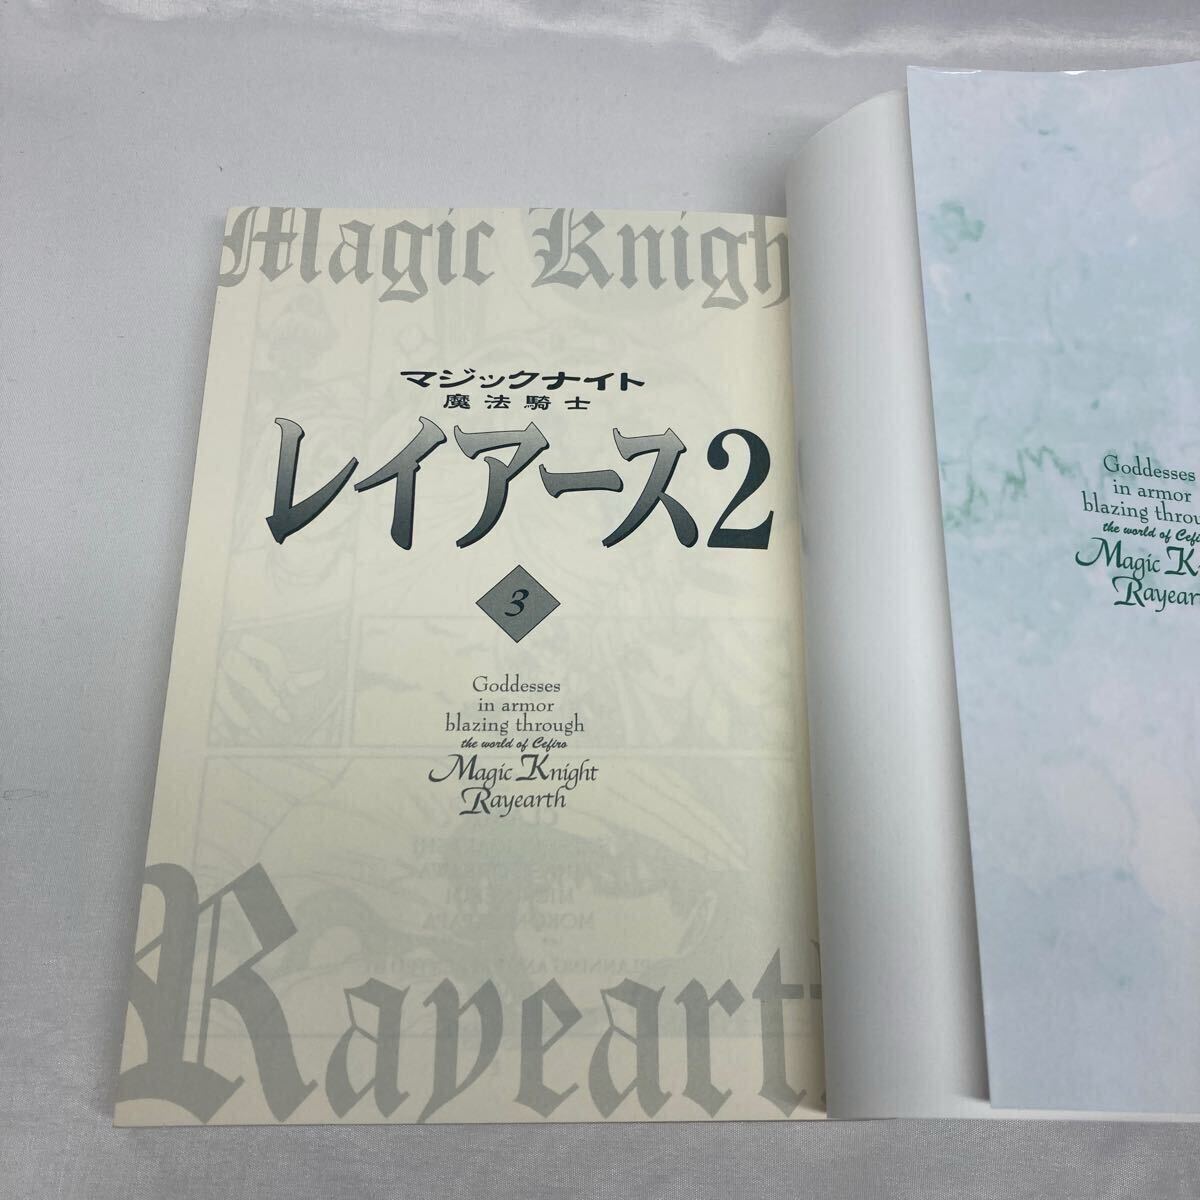 Magic Knigh
マジックナイト
魔法騎士
レイアース2
3
Goddesses
in armor
blazing through
the world of Cefiro
Magic Knight
Rayearth
Rayearth
Goddesses
in armor
blazing throu
the world of Cefi
Magic K
Rayeart